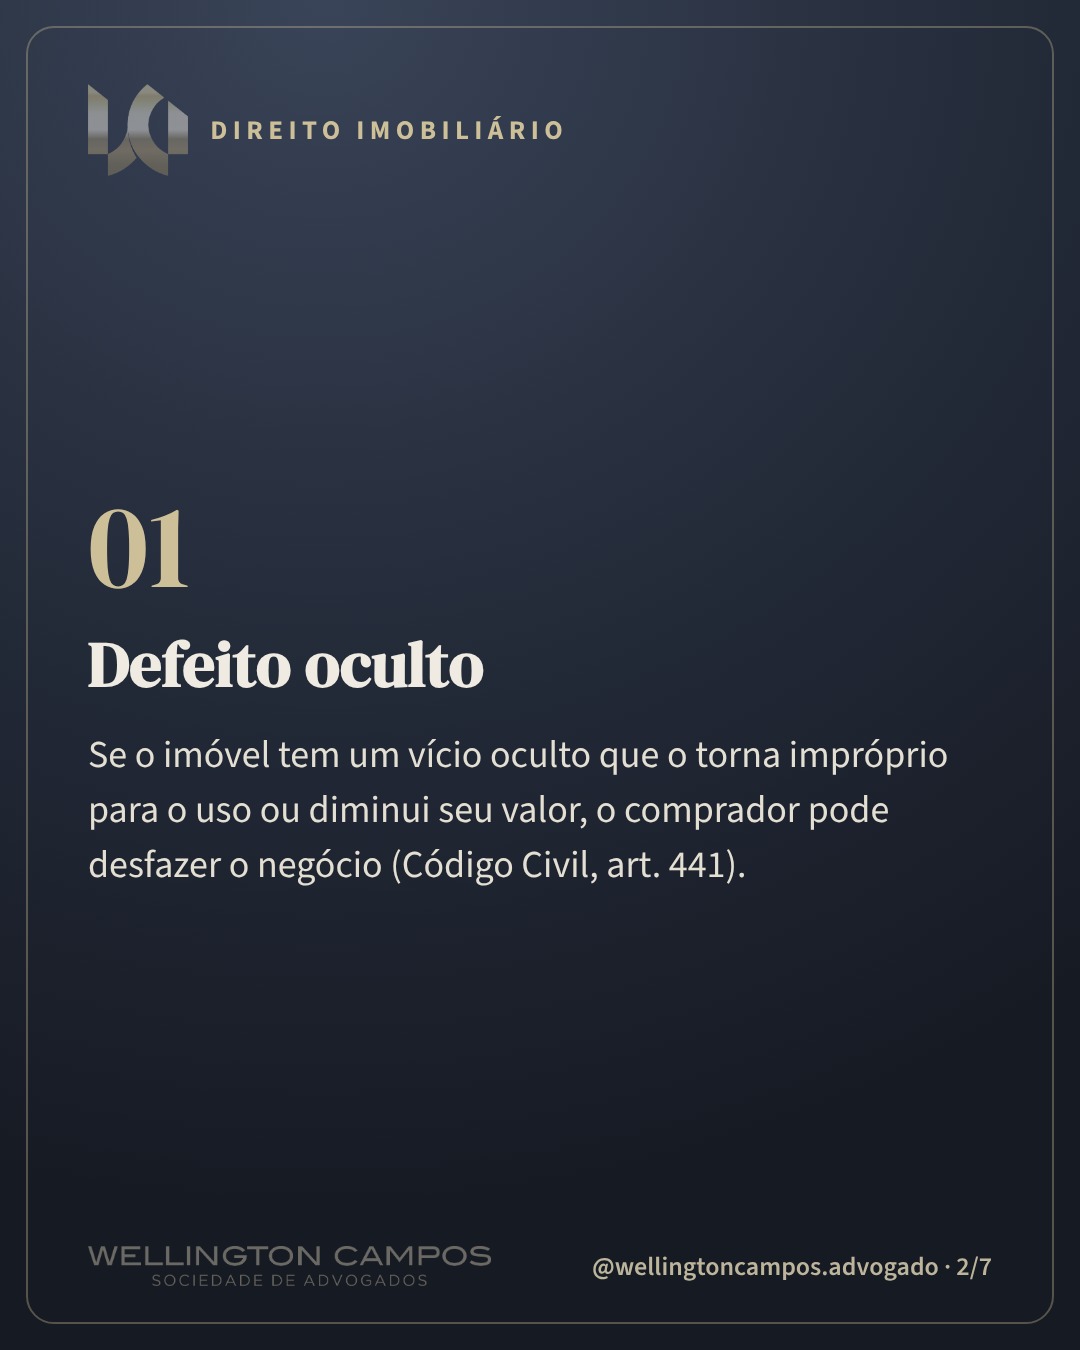 DIREITO IMOBILIÁRIO
01
Defeito oculto
Se o imóvel tem um vício oculto que o torna impróprio
para o uso ou diminui seu valor, o comprador pode
desfazer o negócio (Código Civil, art. 441).
WELLINGTON CAMPOS
SOCIEDADE DE ADVOGADOS
@wellingtoncampos.advogado · 2/7